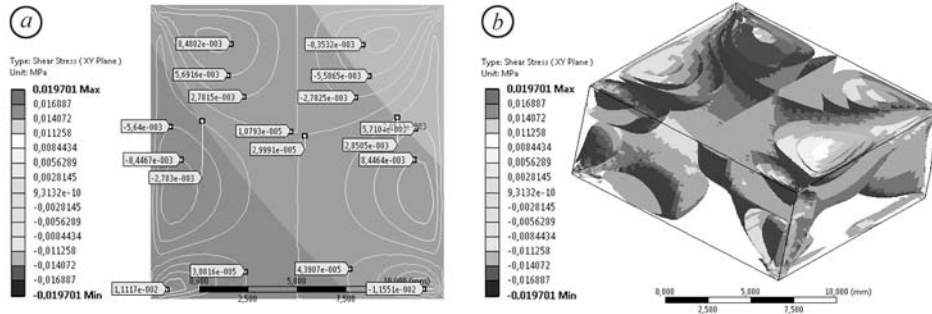 a
Type: Shear Stress (XY Plane)
Unit: MPa
0,019701 Max
0,016887
0,014072
0,011258
0,0084434
0,0056289
0,0028145
9,3132e-10
-0,0028145
-0,0056289
-0,0084434
-0,011258
-0,014072
-0,016887
-0,019701 Min
8,4802e-003
-8,3532e-003
5,6916e-003
-5,5865e-003
2,7815e-003
-2,7825e-003
-5,64e-003
1,0793e-005
2,9991e-005
2,8505e-003
-8,4467e-003
8,4464e-003
-2,783e-003
3,8816e-005
4,3907e-005
1,1117e-002
-1,1551e-002
0,000
5,000
10,000 (mm)
2,500
7,500
b
Type: Shear Stress (XY Plane)
Unit: MPa
0,019701 Max
0,016887
0,014072
0,011258
0,0084434
0,0056289
0,0028145
9,3132e-10
-0,0028145
-0,0056289
-0,0084434
-0,011258
-0,014072
-0,016887
-0,019701 Min
0,000
5,000
10,000 (mm)
2,500
7,500